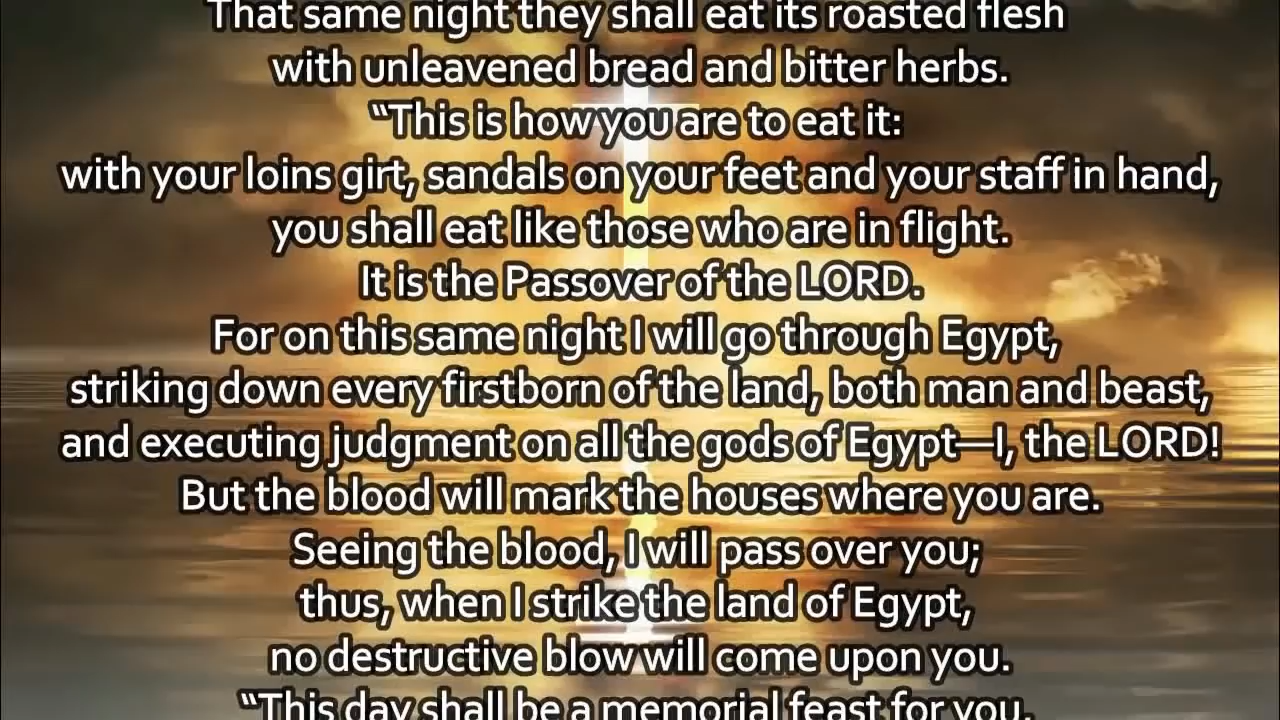 That same night they shall eat its roasted flesh
with unleavened bread and bitter herbs.
“This is how you are to eat it:
with your loins girt, sandals on your feet and your staff in hand,
you shall eat like those who are in flight.
It is the Passover of the LORD.
For on this same night I will go through Egypt,
striking down every firstborn of the land, both man and beast,
and executing judgment on all the gods of Egypt—I, the LORD!
But the blood will mark the houses where you are.
Seeing the blood, I will pass over you;
thus, when I strike the land of Egypt,
no destructive blow will come upon you.
“This day shall be a memorial feast for you,